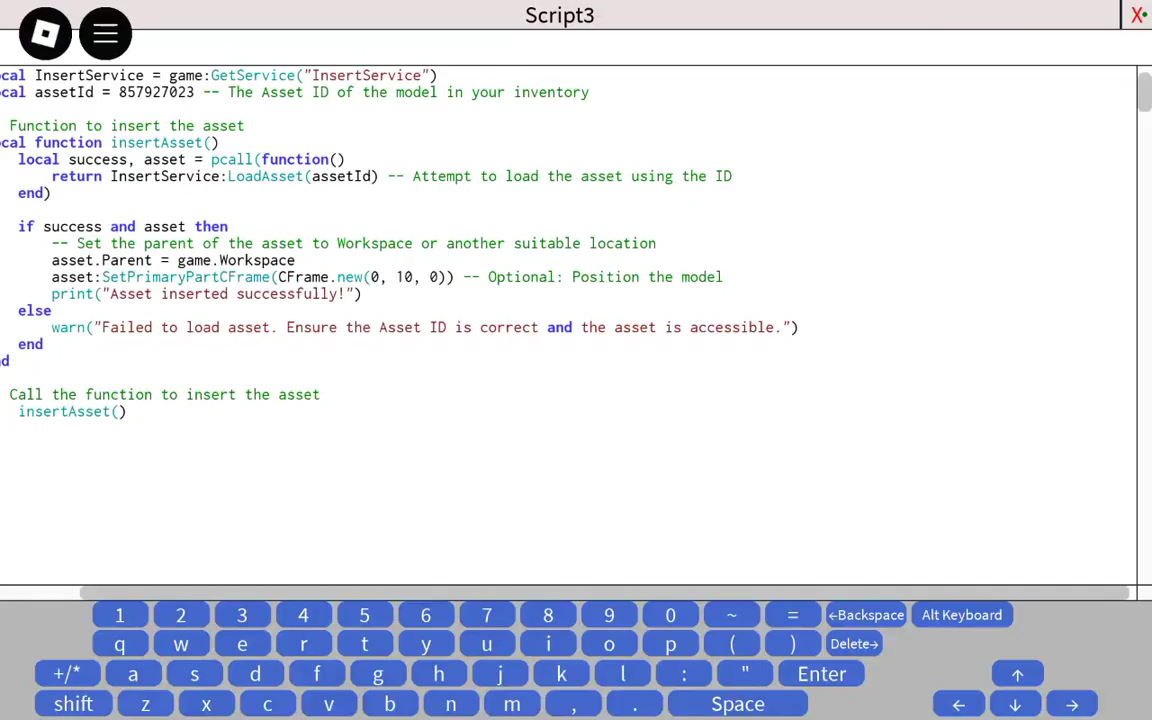 Script3
X
ocal InsertService = game:GetService("InsertService")
ocal assetId = 857927023 -- The Asset ID of the model in your inventory
Function to insert the asset
ocal function insertAsset()
local success, asset = pcall(function()
return InsertService:LoadAsset(assetId) -- Attempt to load the asset using the ID
end)
if success and asset then
-- Set the parent of the asset to Workspace or another suitable location
asset.Parent = game.Workspace
asset:SetPrimaryPartCFrame(CFrame.new(0, 10, 0)) -- Optional: Position the model
print("Asset inserted successfully!")
else
warn("Failed to load asset. Ensure the Asset ID is correct and the asset is accessible.")
end
nd
Call the function to insert the asset
insertAsset()
1 2 3 4 5 6 7 8 9 0 ~ = ←Backspace Alt Keyboard
q w e r t y u i o p ( ) Delete→
+/* a s d f g h j k l : " Enter ↑
shift z x c v b n m , . Space ← ↓ →